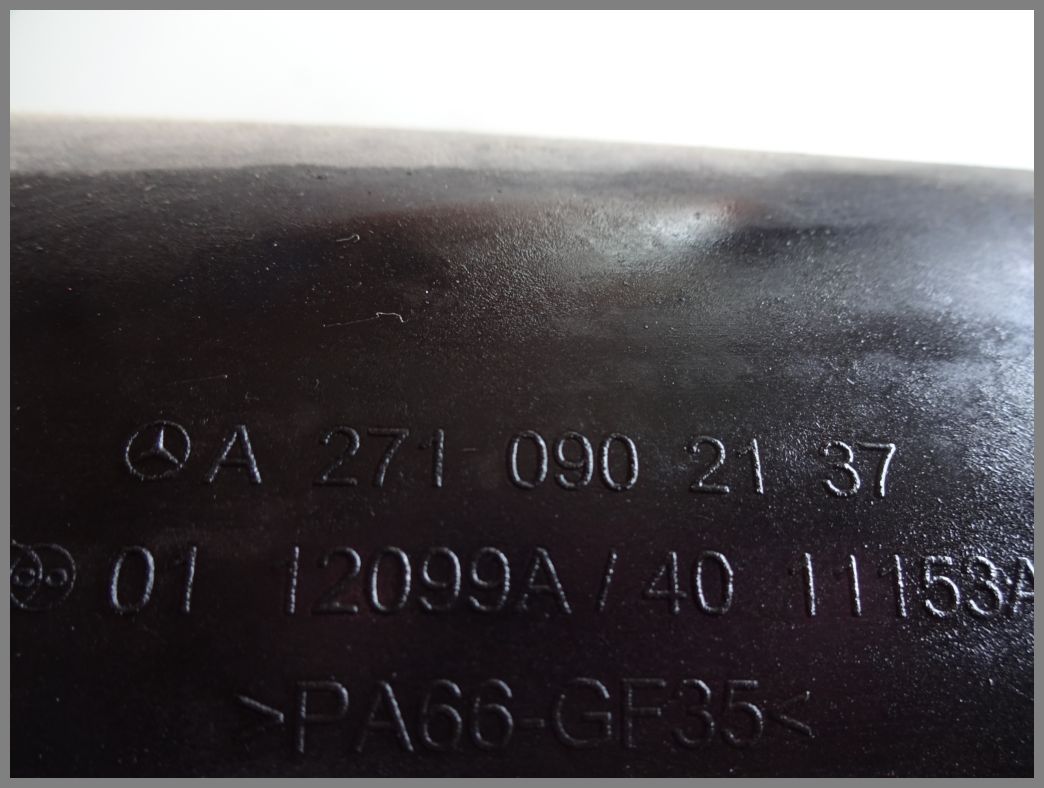 A 271 090 21 37
01 12099A / 40 11153A
>PA66-GF35<